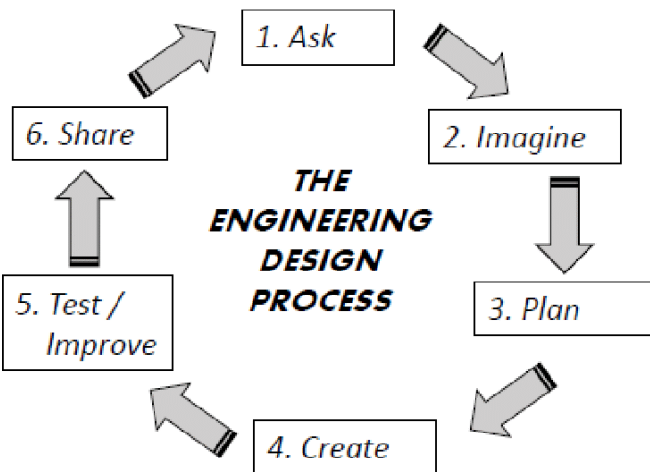 1. Ask
2. Imagine
3. Plan
4. Create
5. Test /
Improve
6. Share
THE
ENGINEERING
DESIGN
PROCESS